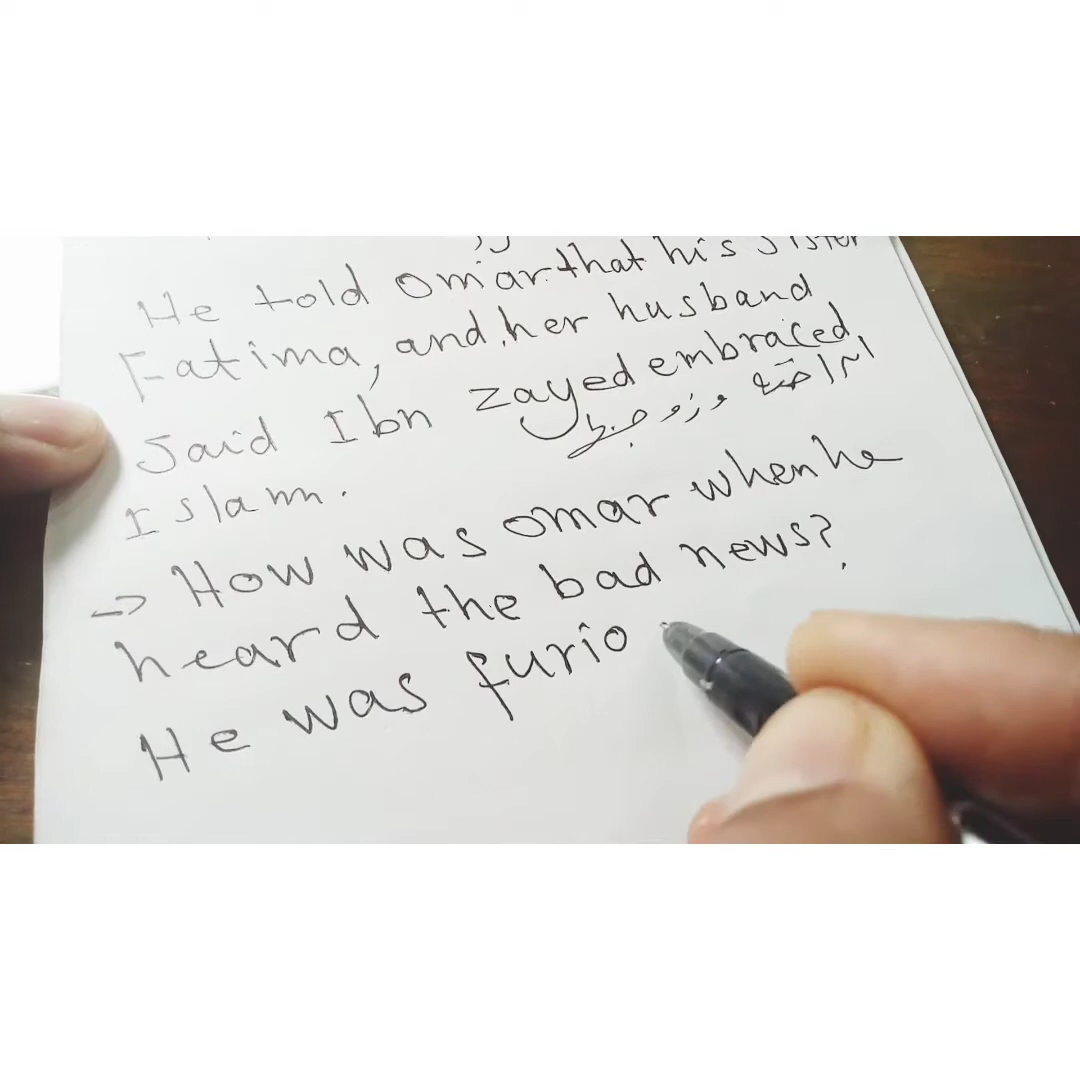 He told omar that his sister
Fatima, and her husband
Said Ibn zayed embraced
Islam.
-> How was omar when he
heard the bad news?
He was furio